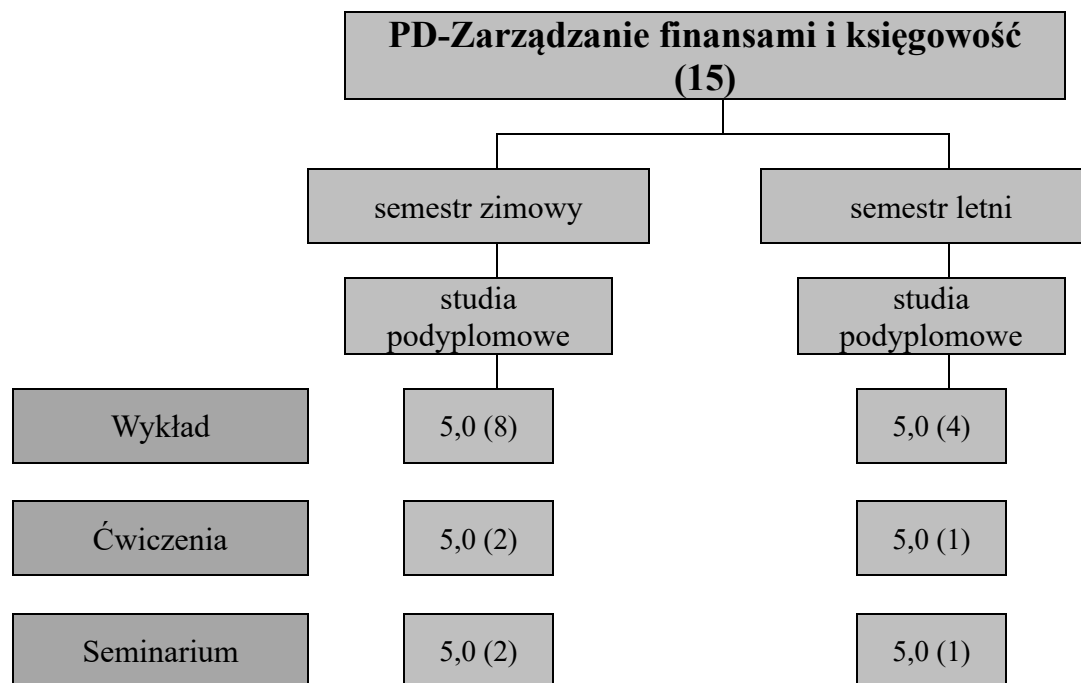 PD-Zarządzanie finansami i księgowość
(15)
semestr zimowy
semestr letni
studia
podyplomowe
studia
podyplomowe
Wykład
5,0 (8)
5,0 (4)
Ćwiczenia
5,0 (2)
5,0 (1)
Seminarium
5,0 (2)
5,0 (1)